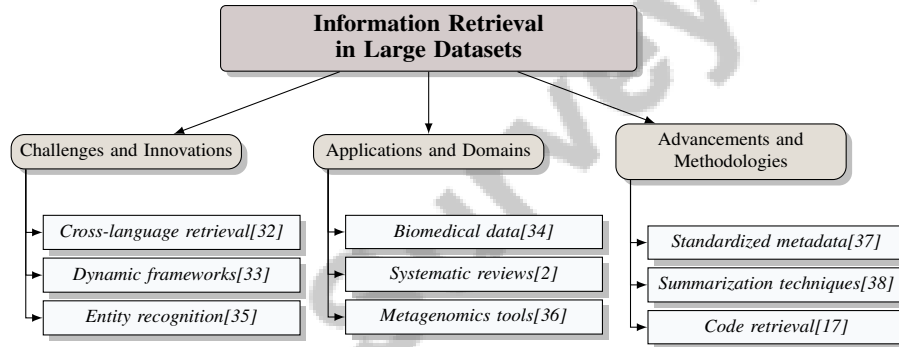 Information Retrieval
in Large Datasets
Challenges and Innovations
Cross-language retrieval[32]
Dynamic frameworks[33]
Entity recognition[35]
Applications and Domains
Biomedical data[34]
Systematic reviews[2]
Metagenomics tools[36]
Advancements and
Methodologies
Standardized metadata[37]
Summarization techniques[38]
Code retrieval[17]